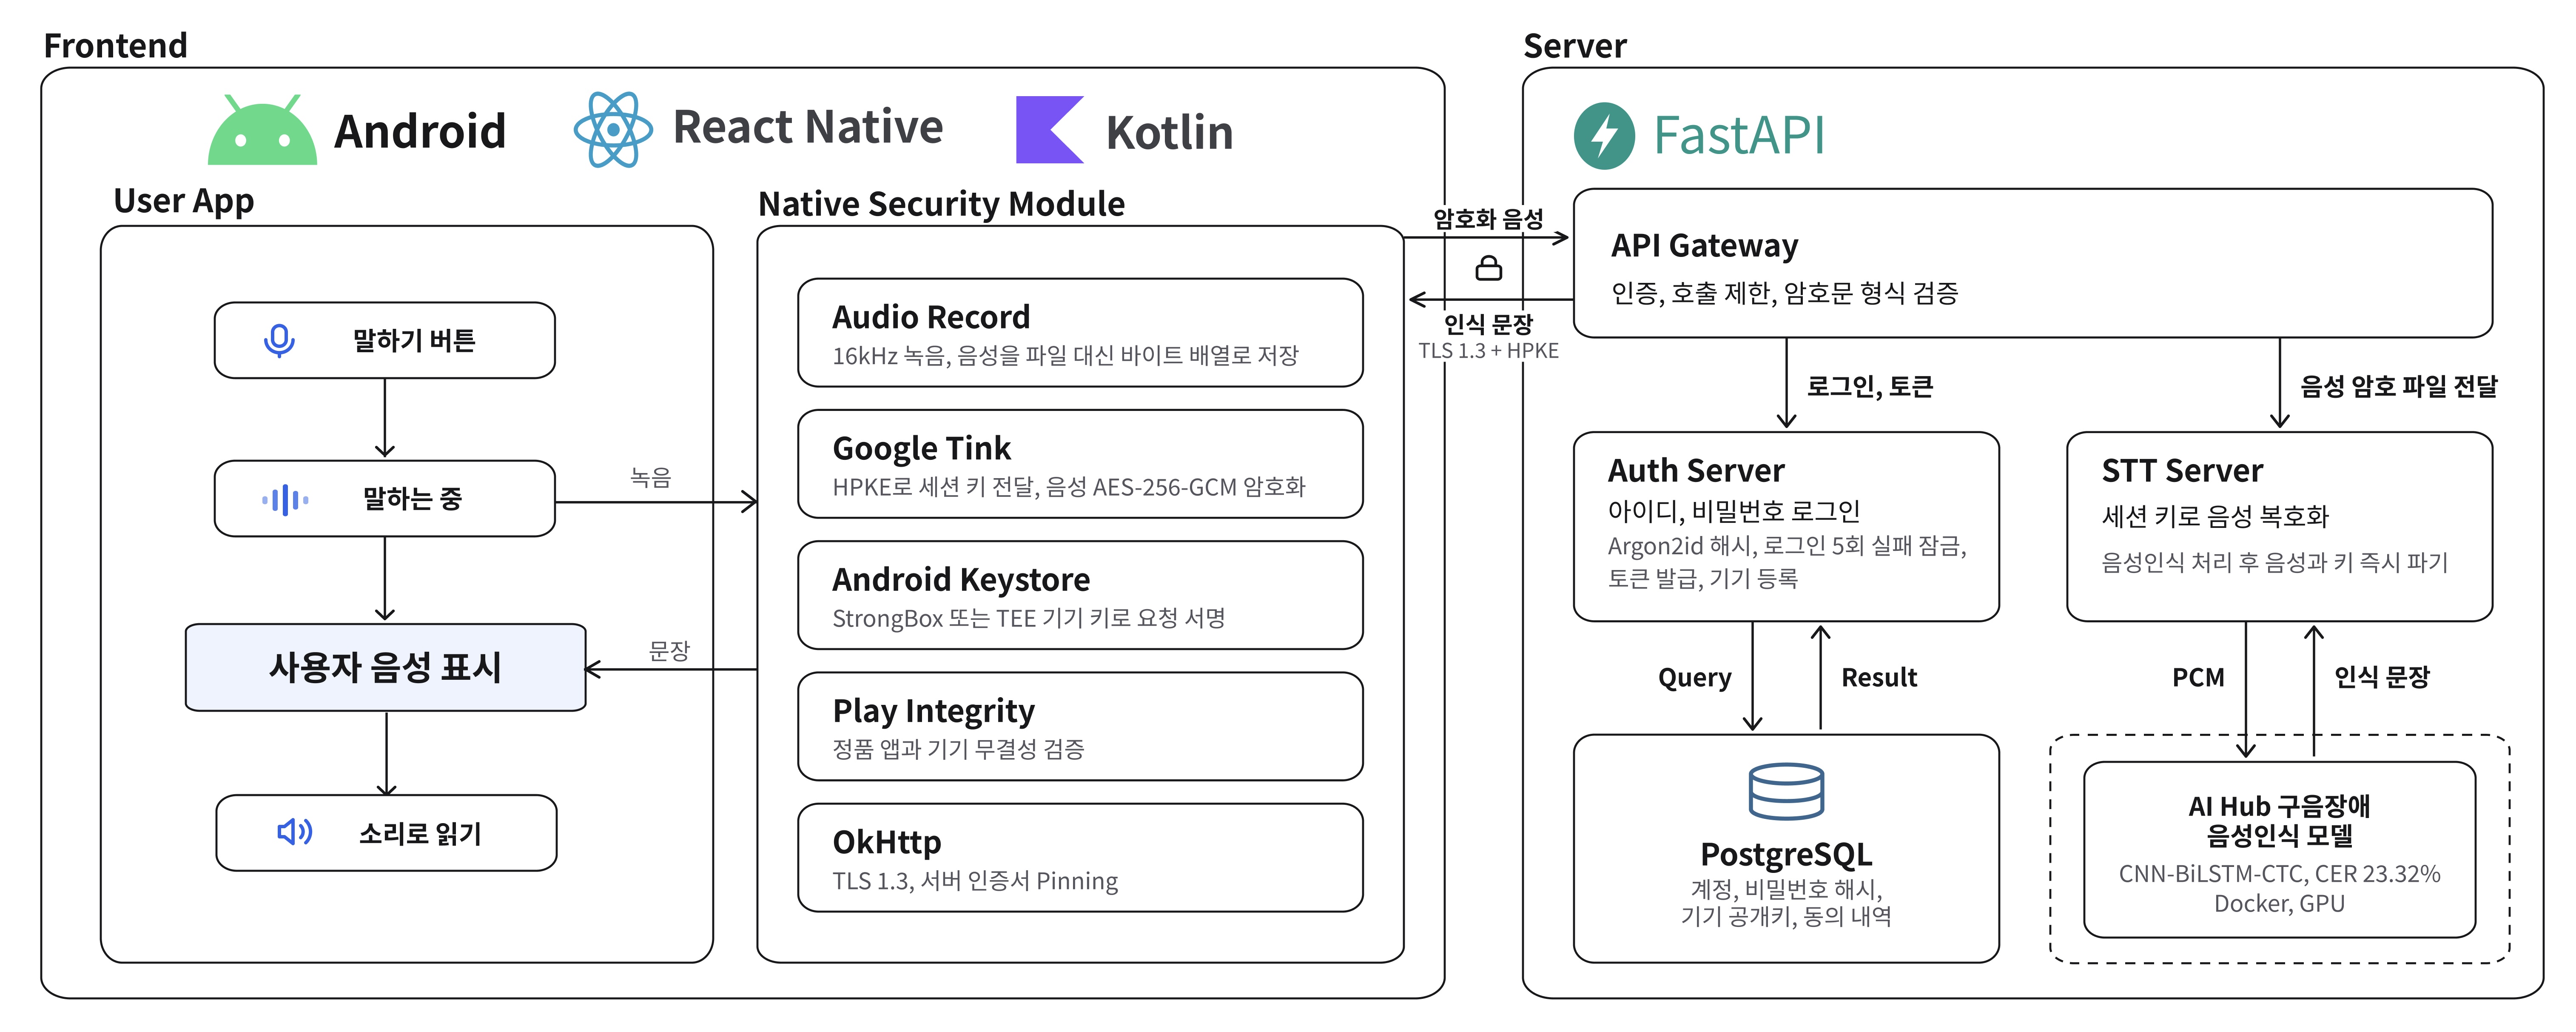 Frontend
Android
React Native
Kotlin
User App
말하기 버튼
말하는 중
녹음
사용자 음성 표시
문장
소리로 읽기
Native Security Module
Audio Record
16kHz 녹음, 음성을 파일 대신 바이트 배열로 저장
Google Tink
HPKE로 세션 키 전달, 음성 AES-256-GCM 암호화
Android Keystore
StrongBox 또는 TEE 기기 키로 요청 서명
Play Integrity
정품 앱과 기기 무결성 검증
OkHttp
TLS 1.3, 서버 인증서 Pinning
암호화 음성
인식 문장
TLS 1.3 + HPKE
Server
FastAPI
API Gateway
인증, 호출 제한, 암호문 형식 검증
로그인, 토큰
음성 암호 파일 전달
Auth Server
아이디, 비밀번호 로그인
Argon2id 해시, 로그인 5회 실패 잠금,
토큰 발급, 기기 등록
STT Server
세션 키로 음성 복호화
음성인식 처리 후 음성과 키 즉시 파기
Query
Result
PCM
인식 문장
PostgreSQL
계정, 비밀번호 해시,
기기 공개키, 동의 내역
AI Hub 구음장애
음성인식 모델
CNN-BiLSTM-CTC, CER 23.32%
Docker, GPU